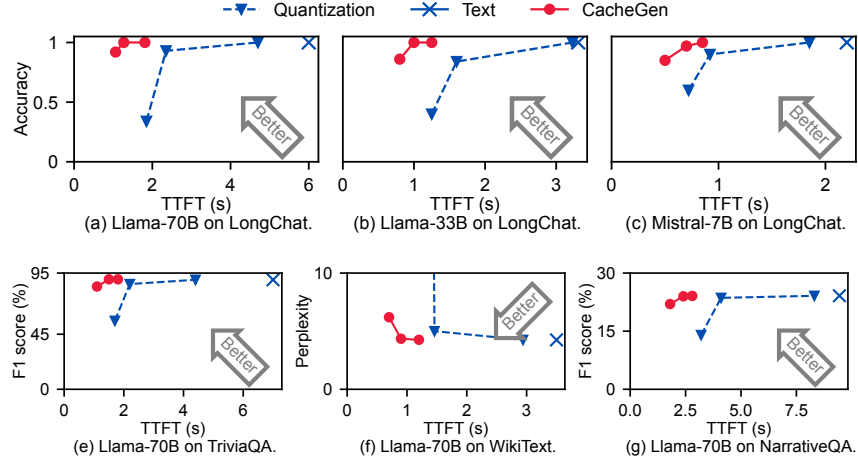 Quantization Text CacheGen
Accuracy
1
0.5
0
Better
0 2 4 6
TTFT (s)
(a) Llama-70B on LongChat.
Better
0 1 2 3
TTFT (s)
(b) Llama-33B on LongChat.
Better
0 1 2
TTFT (s)
(c) Mistral-7B on LongChat.
F1 score (%)
95
45
0
Better
0 2 4 6
TTFT (s)
(e) Llama-70B on TriviaQA.
Perplexity
10
0
Better
0 1 2 3
TTFT (s)
(f) Llama-70B on WikiText.
F1 score (%)
30
15
0
Better
0.0 2.5 5.0 7.5
TTFT (s)
(g) Llama-70B on NarrativeQA.